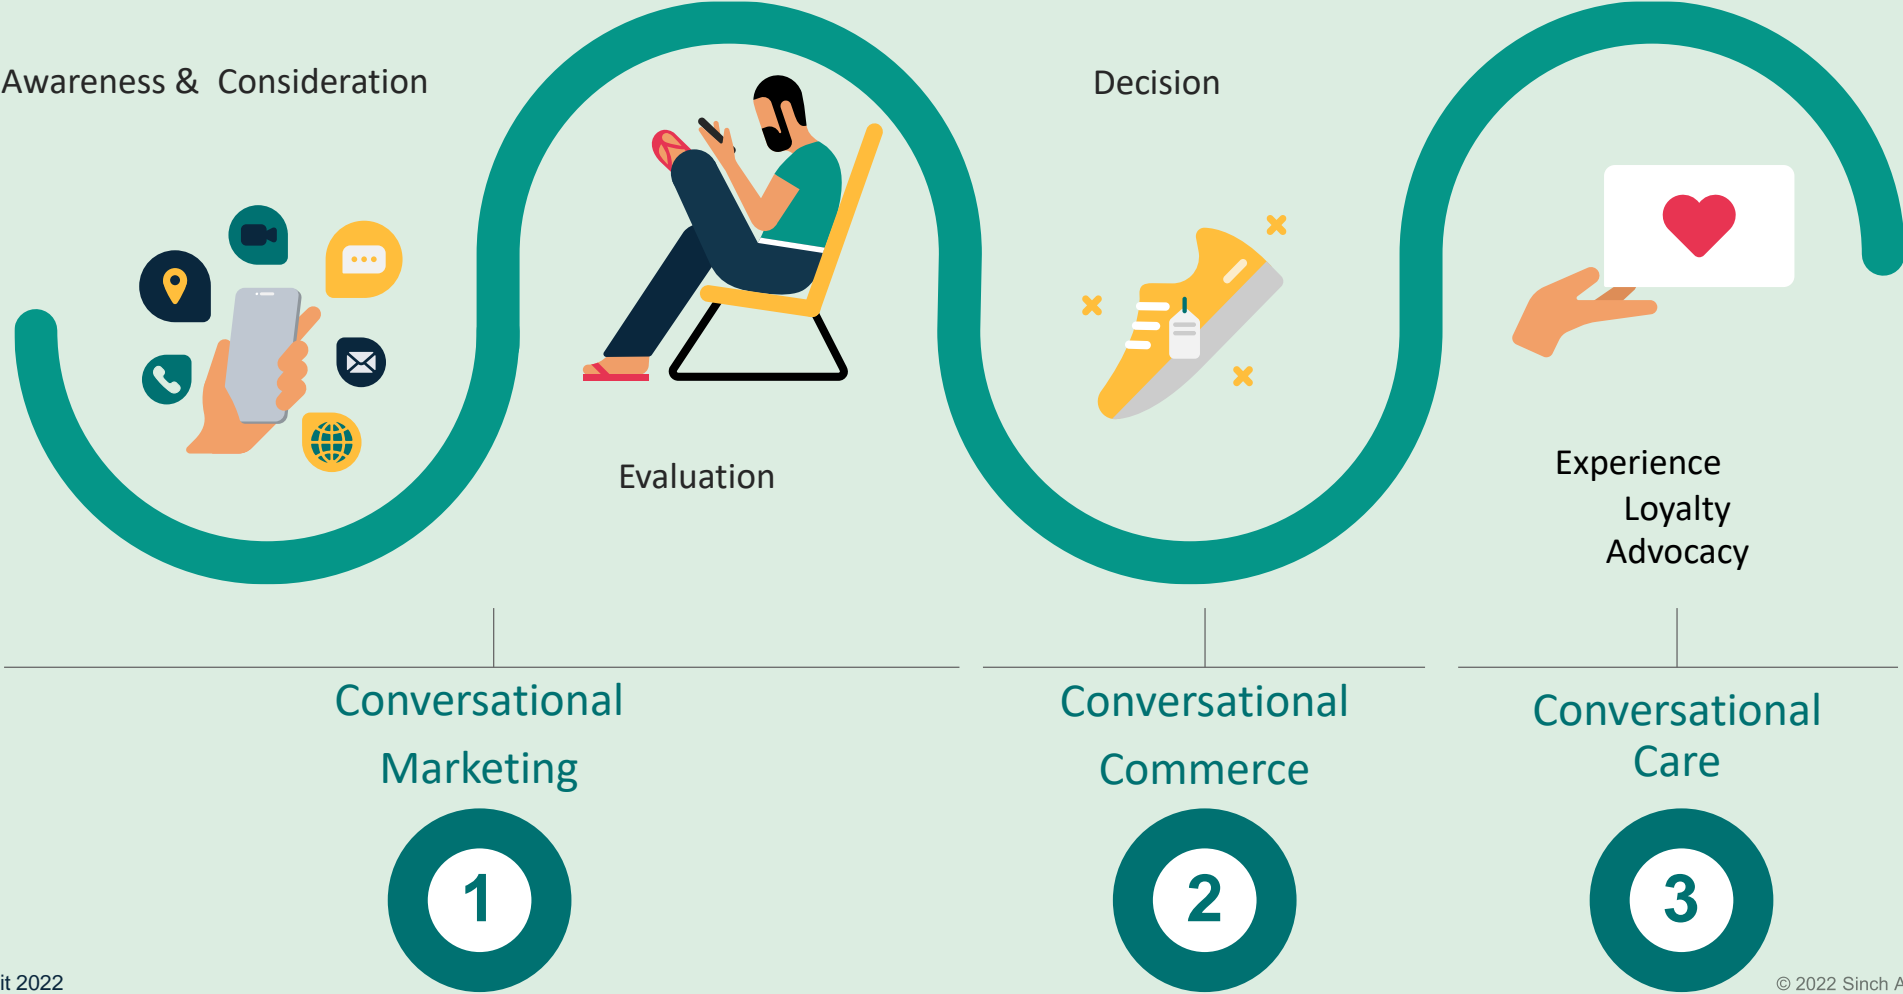 Awareness & Consideration
Decision
Evaluation
Experience
Loyalty
Advocacy
Conversational
Marketing
Conversational
Commerce
Conversational
Care
1
2
3
it 2022
© 2022 Sinch A